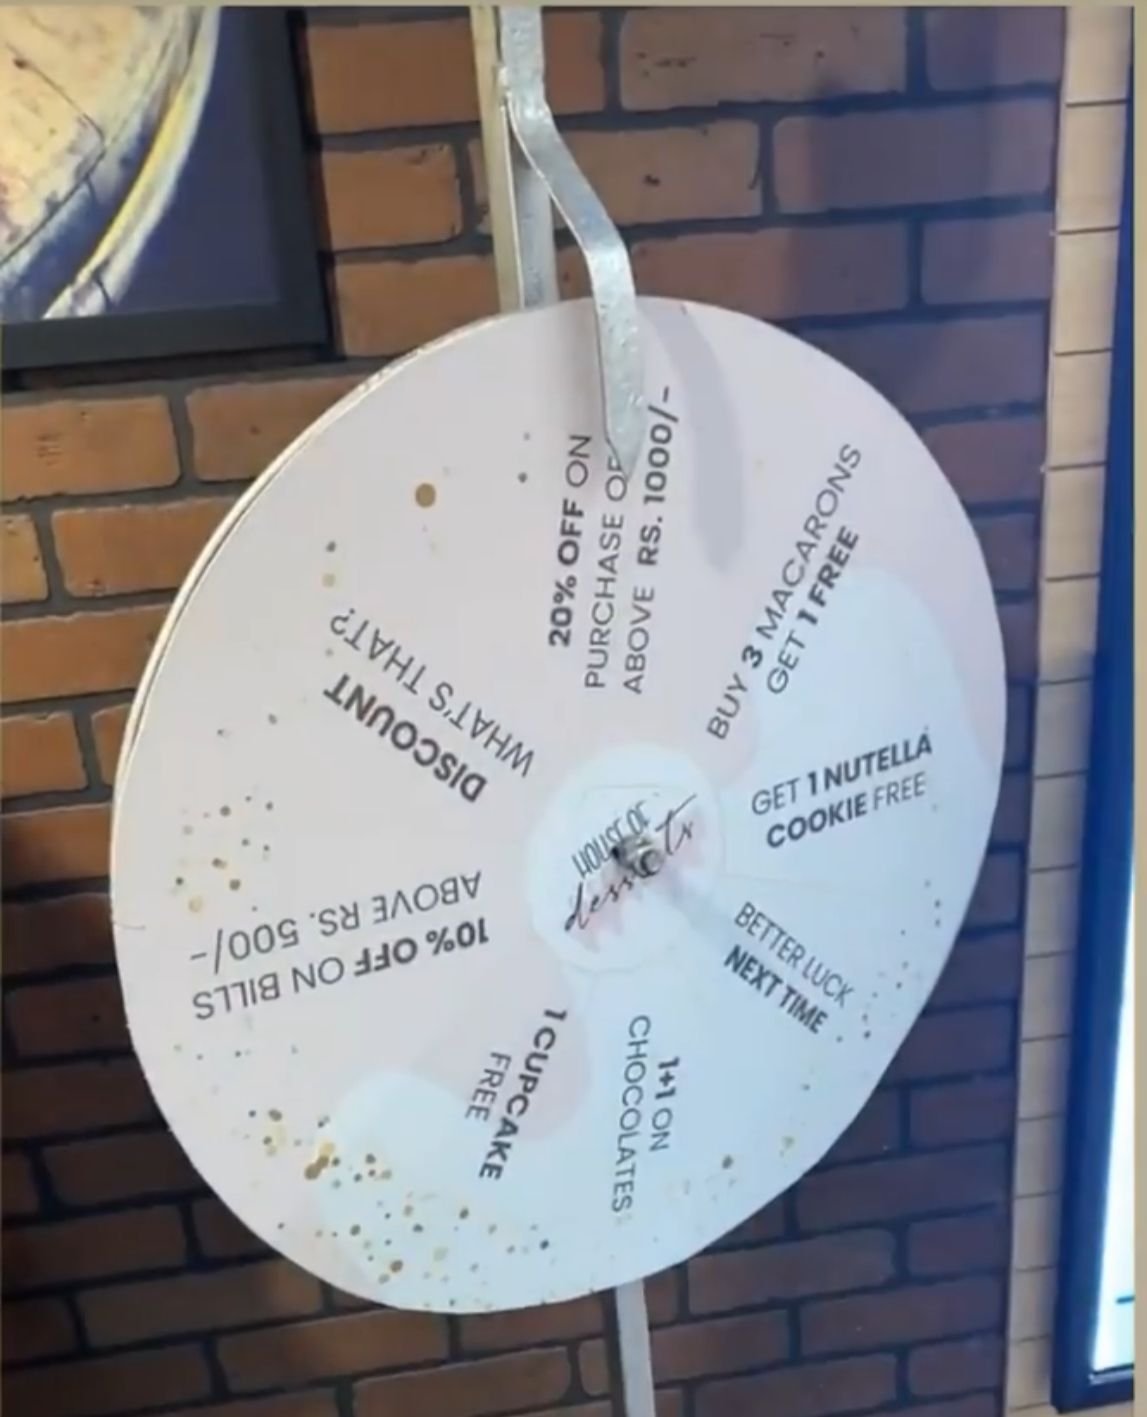 20% OFF ON
PURCHASE OF
ABOVE RS. 1000/-
BUY 3 MACARONS
GET 1 FREE
GET 1 NUTELLA
COOKIE FREE
BETTER LUCK
NEXT TIME
1+1 ON
CHOCOLATES
1 CUPCAKE
FREE
10% OFF ON BILLS
ABOVE RS. 500/-
DISCOUNT
WHAT'S THAT?
HOUSE OF
desserts